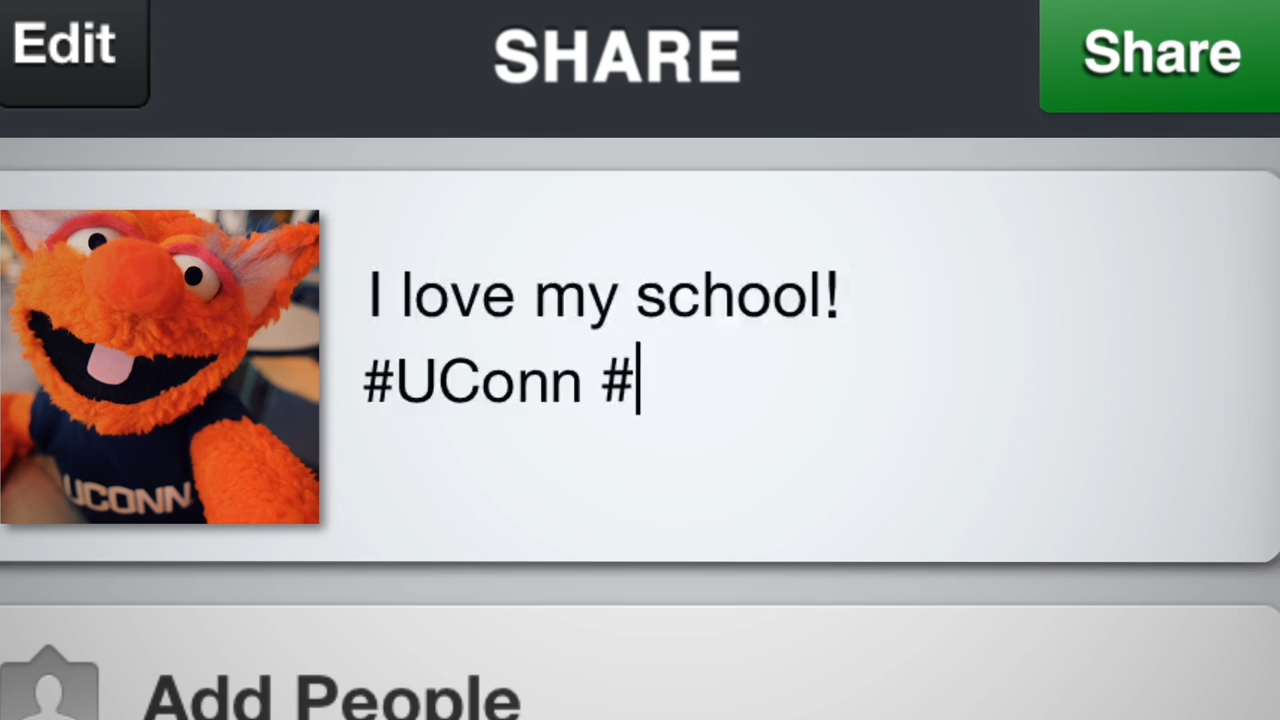 Edit
SHARE
Share
I love my school!
#UConn #
UCONN
Add People